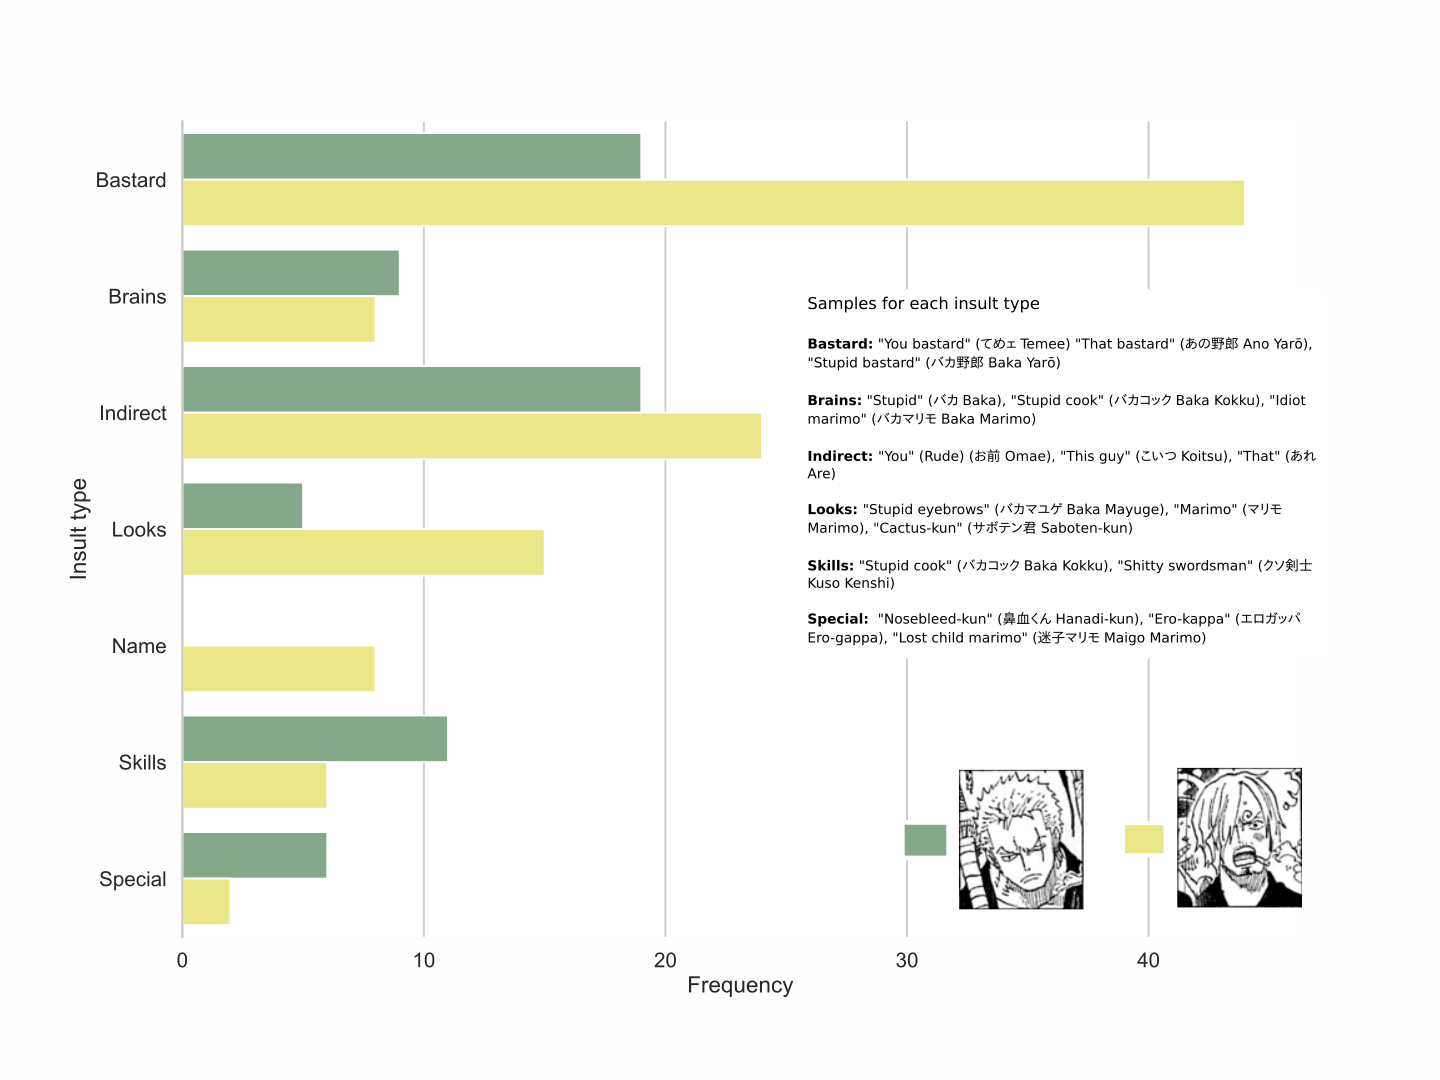 Bastard
Brains
Indirect
Looks
Name
Skills
Special
Insult type
0 10 20 30 40
Frequency
Samples for each insult type
Bastard: "You bastard" (てめェ Temee) "That bastard" (あの野郎 Ano Yarō),
"Stupid bastard" (バカ野郎 Baka Yarō)
Brains: "Stupid" (バカ Baka), "Stupid cook" (バカコック Baka Kokku), "Idiot
marimo" (バカマリモ Baka Marimo)
Indirect: "You" (Rude) (お前 Omae), "This guy" (こいつ Koitsu), "That" (あれ
Are)
Looks: "Stupid eyebrows" (バカマユゲ Baka Mayuge), "Marimo" (マリモ
Marimo), "Cactus-kun" (サボテン君 Saboten-kun)
Skills: "Stupid cook" (バカコック Baka Kokku), "Shitty swordsman" (クソ剣士
Kuso Kenshi)
Special: "Nosebleed-kun" (鼻血くん Hanadi-kun), "Ero-kappa" (エロガッパ
Ero-gappa), "Lost child marimo" (迷子マリモ Maigo Marimo)